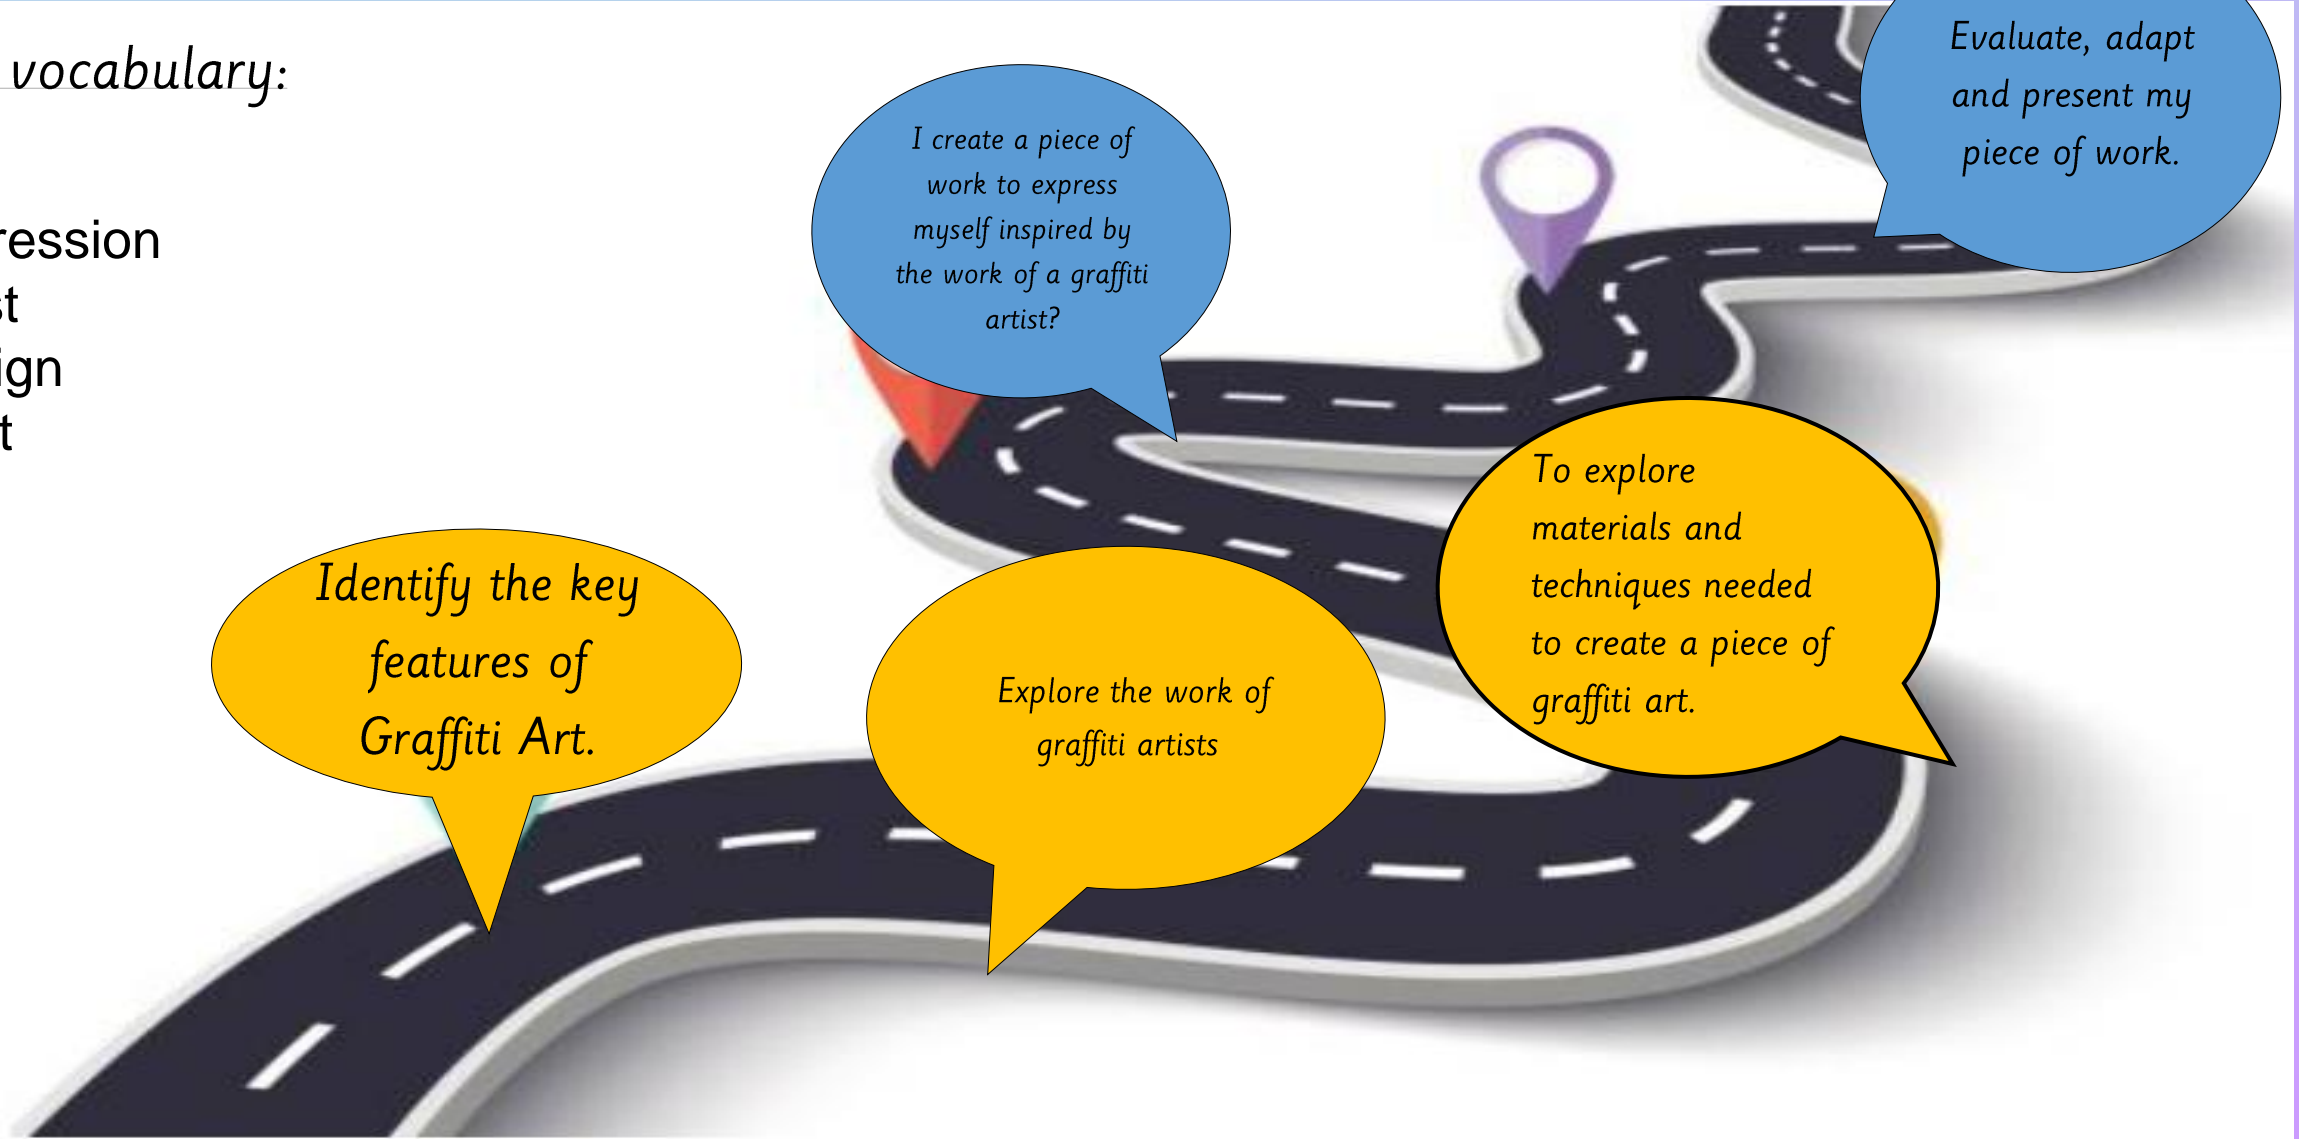 vocabulary:
ression
st
ign
t
I create a piece of
work to express
myself inspired by
the work of a graffiti
artist?
Evaluate, adapt
and present my
piece of work.
Identify the key
features of
Graffiti Art.
Explore the work of
graffiti artists
To explore
materials and
techniques needed
to create a piece of
graffiti art.